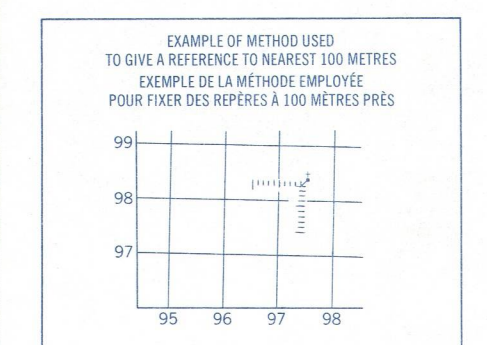 EXAMPLE OF METHOD USED
TO GIVE A REFERENCE TO NEAREST 100 METRES
EXEMPLE DE LA MÉTHODE EMPLOYÉE
POUR FIXER DES REPÈRES À 100 MÈTRES PRÈS
99
98
97
95 96 97 98